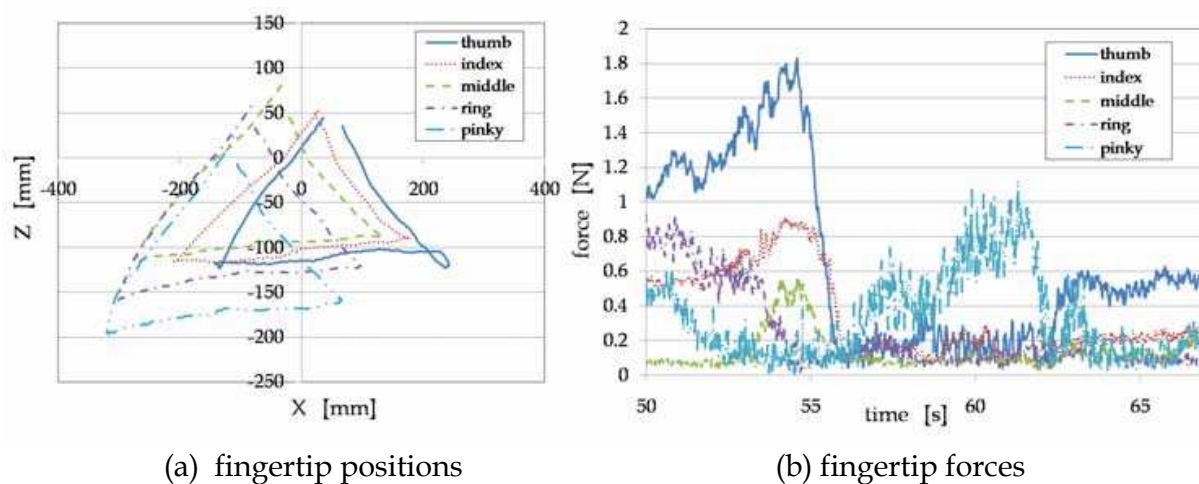 150
100
50
0
-50
-100
-150
-200
-250
-400
-200
0
200
400
Z [mm]
X [mm]
thumb
index
middle
ring
pinky
2
1.8
1.6
1.4
1.2
1
0.8
0.6
0.4
0.2
0
50
55
60
65
force [N]
time [s]
thumb
index
middle
ring
pinky
(a) fingertip positions
(b) fingertip forces